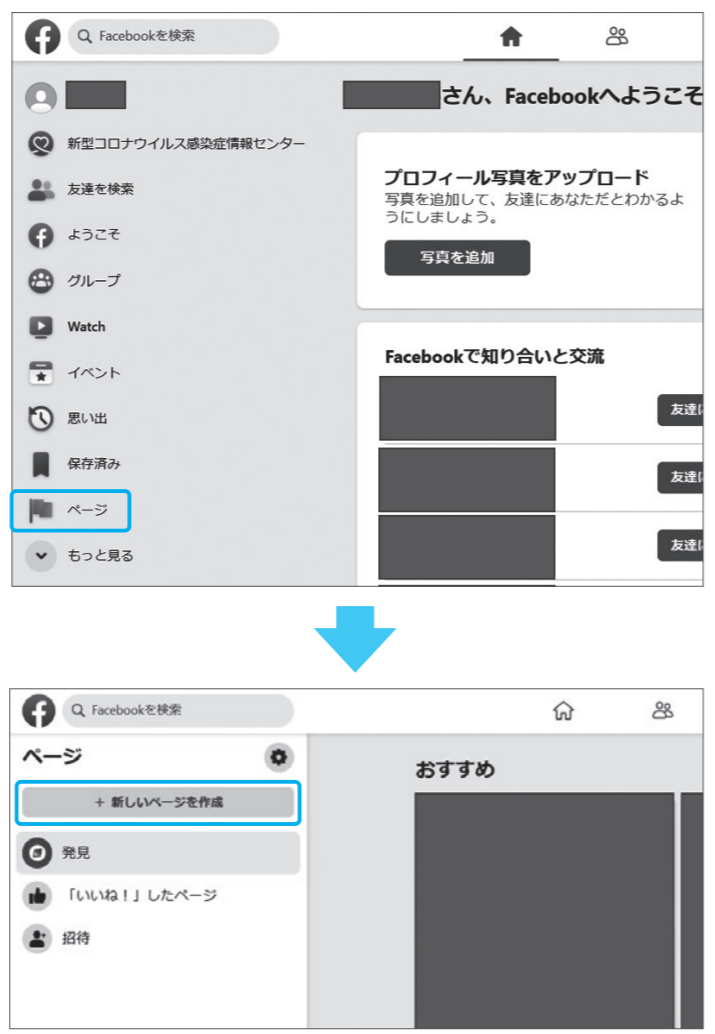 Facebookを検索
さん、Facebookへようこそ
新型コロナウイルス感染症情報センター
友達を検索
ようこそ
グループ
Watch
イベント
思い出
保存済み
ページ
もっと見る
プロフィール写真をアップロード
写真を追加して、友達にあなただとわかるよ
うにしましょう。
写真を追加
Facebookで知り合いと交流
友達に
友達に
友達に
Facebookを検索
ページ
+ 新しいページを作成
発見
「いいね！」したページ
招待
おすすめ